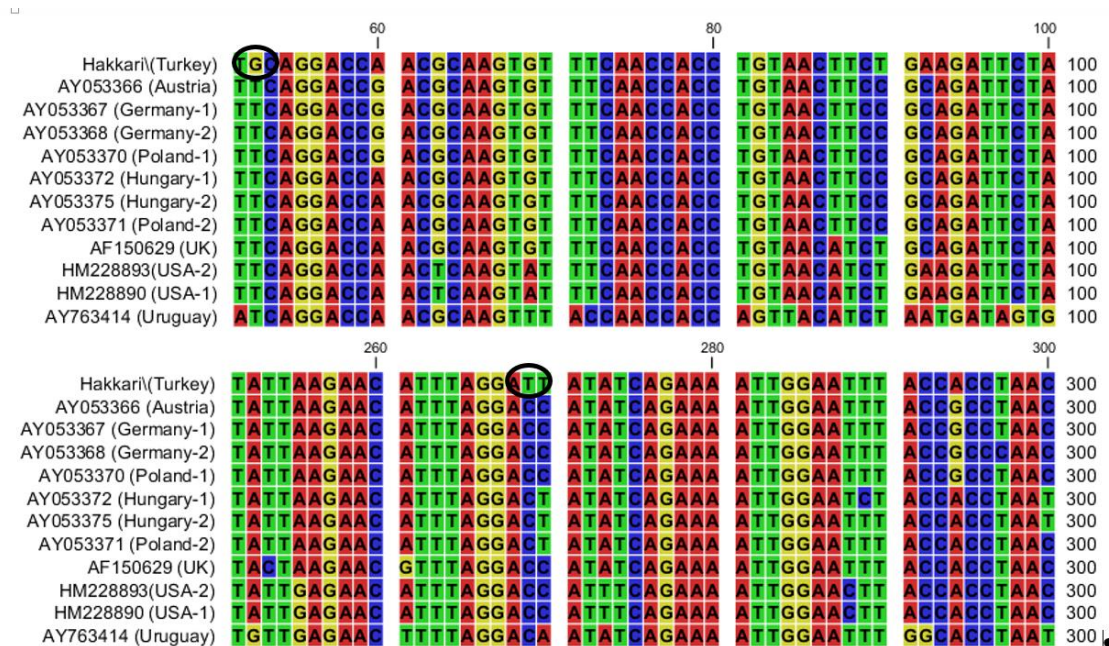 60 80 100
Hakkari\(Turkey) TGCAGGACCA ACGCAAGTGT TTCAACCACC TGTAACTTCT GAAGATTCTA 100
AY053366 (Austria) TTCAGGACCG ACGCAAGTGT TTCAACCACC TGTAACTTCC GCAGATTCTA 100
AY053367 (Germany-1) TTCAGGACCG ACGCAAGTGT TTCAACCACC TGTAACTTCC GCAGATTCTA 100
AY053368 (Germany-2) TTCAGGACCG ACGCAAGTGT TTCAACCACC TGTAACTTCC GCAGATTCTA 100
AY053370 (Poland-1) TTCAGGACCG ACGCAAGTGT TTCAACCACC TGTAACTTCC GCAGATTCTA 100
AY053372 (Hungary-1) TTCAGGACCA ACGCAAGTGT TTCAACCACC TGTAACTTCC GCAGATTCTA 100
AY053375 (Hungary-2) TTCAGGACCA ACGCAAGTGT TTCAACCACC TGTAACTTCC GCAGATTCTA 100
AY053371 (Poland-2) TTCAGGACCA ACGCAAGTGT TTCAACCACC TGTAACTTCC GCAGATTCTA 100
AF150629 (UK) TTCAGGACCA ACGCAAGTGT TTCAACCACC TGTAACATCT GCAGATTCTA 100
HM228893(USA-2) TTCAGGACCA ACTCAAGTAT TTCAACCACC TGTAACATCT GAAGATTCTA 100
HM228890 (USA-1) TTCAGGACCA ACTCAAGTAT TTCAACCACC TGTAACATCT GAAGATTCTA 100
AY763414 (Uruguay) ATCAGGACCA ACGCAAGTTT ACCAACCACC AGTTACATCT AATGATAGTG 100
260 280 300
Hakkari\(Turkey) TATTAAGAAC ATTTAGGATT ATATCAGAAA ATTGGAATTT ACCACCTAAC 300
AY053366 (Austria) TATTAAGAAC ATTTAGGACC ATATCAGAAA ATTGGAATTT ACCGCCTAAC 300
AY053367 (Germany-1) TATTAAGAAC ATTTAGGACC ATATCAGAAA ATTGGAATTT ACCGCCTAAC 300
AY053368 (Germany-2) TATTAAGAAC ATTTAGGACC ATATCAGAAA ATTGGAATTT ACCGCCCAAC 300
AY053370 (Poland-1) TATTAAGAAC ATTTAGGACC ATATCAGAAA ATTGGAATTT ACCGCCTAAC 300
AY053372 (Hungary-1) TATTAAGAAC ATTTAGGACT ATATCAGAAA ATTGGAATCT ACCACCTAAT 300
AY053375 (Hungary-2) TATTAAGAAC ATTTAGGACT ATATCAGAAA ATTGGAATTT ACCACCTAAT 300
AY053371 (Poland-2) TATTAAGAAC ATTTAGGACT ATATCAGAAA ATTGGAATTT ACCACCTAAC 300
AF150629 (UK) TACTAAGAAC GTTTAGGACC ATATCAGAAA ATTGGAATTT ACCACCTAAC 300
HM228893(USA-2) TATTGAGAAC ATTTAGGACC ATTTCAGAAA ATTGGAACTT ACCACCTAAC 300
HM228890 (USA-1) TATTGAGAAC ATTTAGGACC ATTTCAGAAA ATTGGAACTT ACCACCTAAC 300
AY763414 (Uruguay) TGTTGAGAAC TTTTAGGACA ATATCAGAAA ATTGGAATTT GGCACCTAAT 300